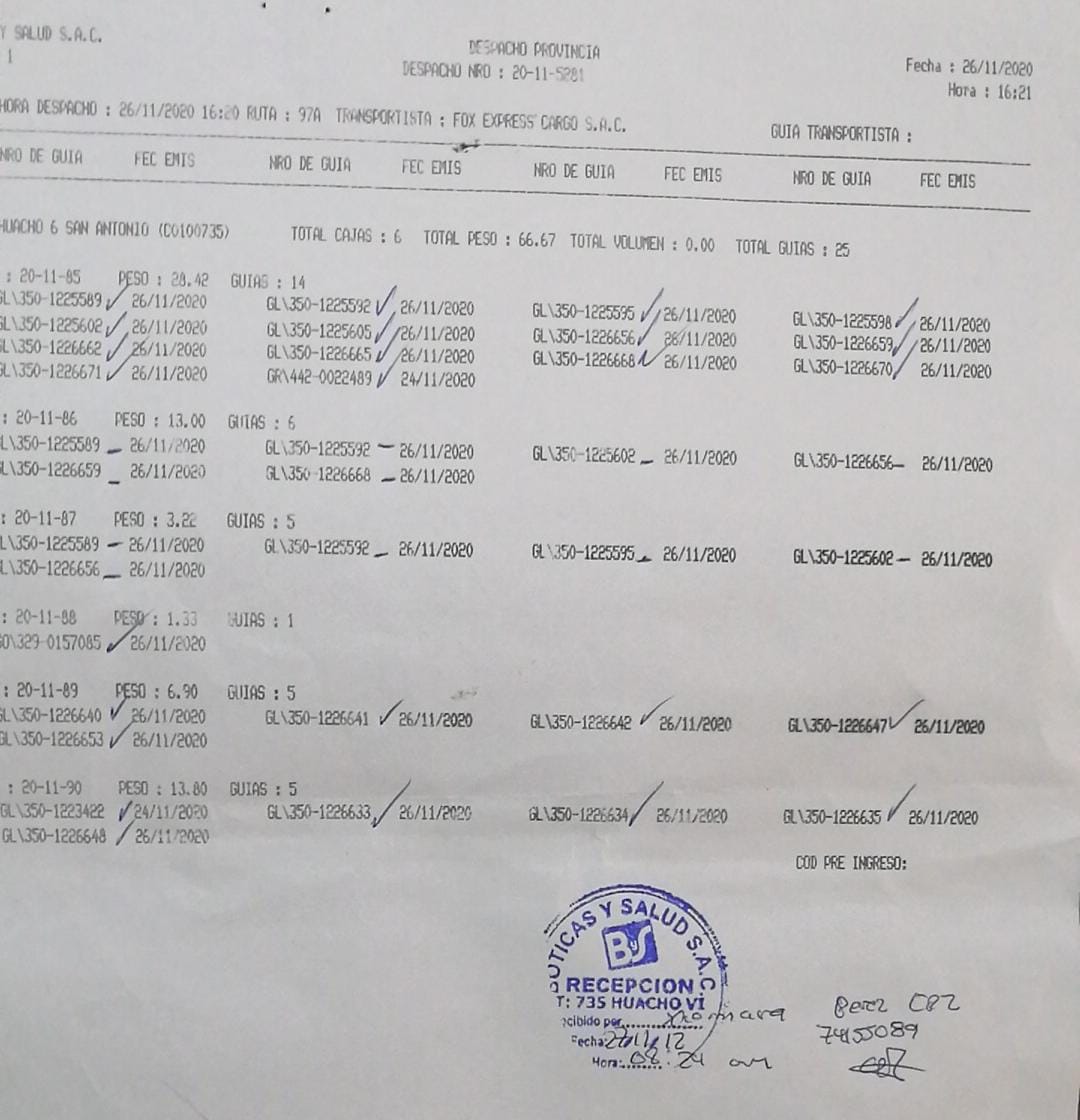 Y SALUD S.A.C.
1
DESPACHO PROVINCIA
DESPACHO NRO : 20-11-5281
Fecha : 26/11/2020
Hora : 16:21
HORA DESPACHO : 26/11/2020 16:20 RUTA : 97A TRANSPORTISTA : FOX EXPRESS CARGO S.A.C. GUIA TRANSPORTISTA :
NRO DE GUIA FEC EMIS NRO DE GUIA FEC EMIS NRO DE GUIA FEC EMIS NRO DE GUIA FEC EMIS
HUACHO 6 SAN ANTONIO (C0100735) TOTAL CAJAS : 6 TOTAL PESO : 66.67 TOTAL VOLUMEN : 0.00 TOTAL GUIAS : 25
: 20-11-85 PESO : 28.42 GUIAS : 14
GL\350-1225589 26/11/2020 GL\350-1225592 26/11/2020 GL\350-1225595 26/11/2020 GL\350-1225598 26/11/2020
GL\350-1225602 26/11/2020 GL\350-1225605 26/11/2020 GL\350-1226656 26/11/2020 GL\350-1226659 26/11/2020
GL\350-1226662 26/11/2020 GL\350-1226665 26/11/2020 GL\350-1226668 26/11/2020 GL\350-1226670 26/11/2020
GL\350-1226671 26/11/2020 GR\442-0022489 24/11/2020
: 20-11-86 PESO : 13.00 GUIAS : 6
L\350-1225589 26/11/2020 GL\350-1225592 26/11/2020 GL\350-1225602 26/11/2020 GL\350-1226656 26/11/2020
L\350-1226659 26/11/2020 GL\350-1226668 26/11/2020
: 20-11-87 PESO : 3.22 GUIAS : 5
L\350-1225589 26/11/2020 GL\350-1225592 26/11/2020 GL\350-1225595 26/11/2020 GL\350-1225602 26/11/2020
L\350-1226656 26/11/2020
: 20-11-88 PESO : 1.33 GUIAS : 1
GO\329-0157085 26/11/2020
: 20-11-89 PESO : 6.90 GUIAS : 5
GL\350-1226640 26/11/2020 GL\350-1226641 26/11/2020 GL\350-1226642 26/11/2020 GL\350-1226647 26/11/2020
GL\350-1226653 26/11/2020
: 20-11-90 PESO : 13.80 GUIAS : 5
GL\350-1223422 24/11/2020 GL\350-1226633 26/11/2020 GL\350-1226634 26/11/2020 GL\350-1226635 26/11/2020
GL\350-1226648 26/11/2020
COD PRE INGRESO:
OTICAS Y SALUD S.A.C
BYS
RECEPCION
T: 735 HUACHO VI
cibido por Xiomara Perez
74155089
Fecha:
Hora: 08:24 am